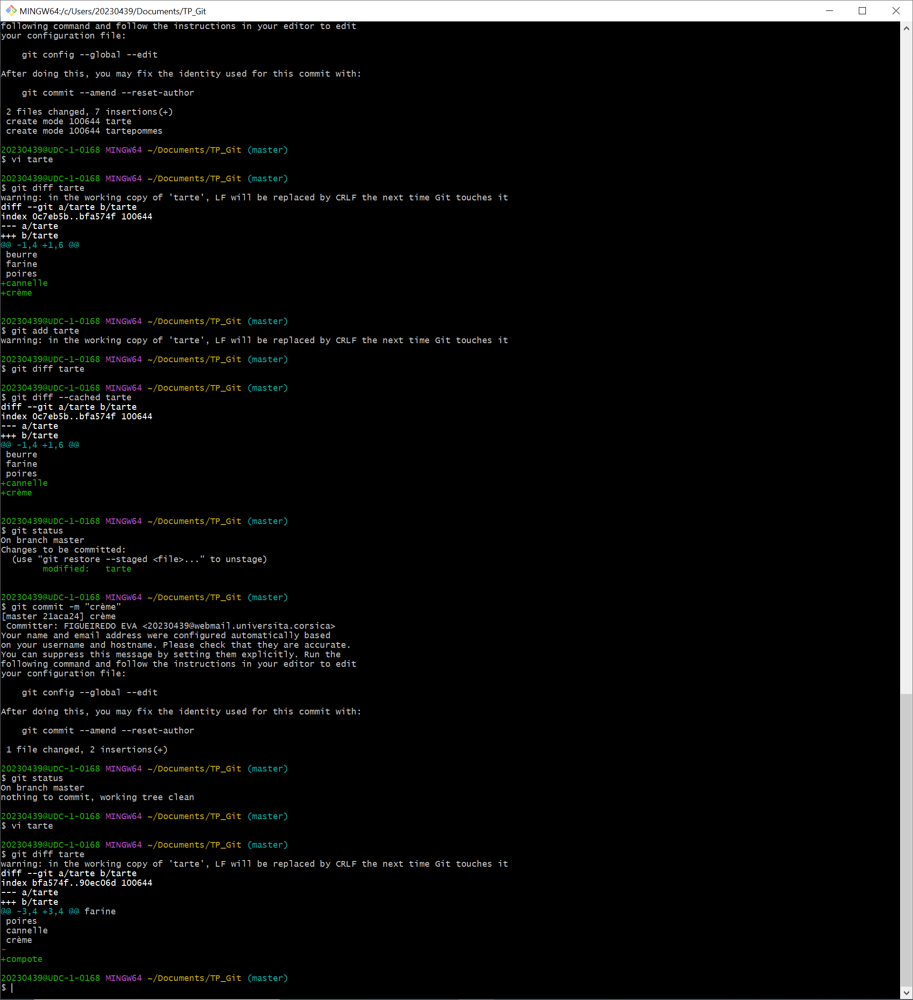 MINGW64:/c/Users/20230439/Documents/TP_Git
following command and follow the instructions in your editor to edit
your configuration file:
git config --global --edit
After doing this, you may fix the identity used for this commit with:
git commit --amend --reset-author
2 files changed, 7 insertions(+)
create mode 100644 tarte
create mode 100644 tartepommes
20230439@UDC-1-0168 MINGW64 ~/Documents/TP_Git (master)
$ vi tarte
20230439@UDC-1-0168 MINGW64 ~/Documents/TP_Git (master)
$ git diff tarte
warning: in the working copy of 'tarte', LF will be replaced by CRLF the next time Git touches it
diff --git a/tarte b/tarte
index 0c7eb5b..bfa574f 100644
--- a/tarte
+++ b/tarte
@@ -1,4 +1,6 @@
beurre
farine
poires
+cannelle
+crème
20230439@UDC-1-0168 MINGW64 ~/Documents/TP_Git (master)
$ git add tarte
warning: in the working copy of 'tarte', LF will be replaced by CRLF the next time Git touches it
20230439@UDC-1-0168 MINGW64 ~/Documents/TP_Git (master)
$ git diff tarte
20230439@UDC-1-0168 MINGW64 ~/Documents/TP_Git (master)
$ git diff --cached tarte
diff --git a/tarte b/tarte
index 0c7eb5b..bfa574f 100644
--- a/tarte
+++ b/tarte
@@ -1,4 +1,6 @@
beurre
farine
poires
+cannelle
+crème
20230439@UDC-1-0168 MINGW64 ~/Documents/TP_Git (master)
$ git status
On branch master
Changes to be committed:
(use "git restore --staged <file>..." to unstage)
modified:   tarte
20230439@UDC-1-0168 MINGW64 ~/Documents/TP_Git (master)
$ git commit -m "crème"
[master 21aca24] crème
Committer: FIGUEIREDO EVA <20230439@webmail.universita.corsica>
Your name and email address were configured automatically based
on your username and hostname. Please check that they are accurate.
You can suppress this message by setting them explicitly. Run the
following command and follow the instructions in your editor to edit
your configuration file:
git config --global --edit
After doing this, you may fix the identity used for this commit with:
git commit --amend --reset-author
1 file changed, 2 insertions(+)
20230439@UDC-1-0168 MINGW64 ~/Documents/TP_Git (master)
$ git status
On branch master
nothing to commit, working tree clean
20230439@UDC-1-0168 MINGW64 ~/Documents/TP_Git (master)
$ vi tarte
20230439@UDC-1-0168 MINGW64 ~/Documents/TP_Git (master)
$ git diff tarte
warning: in the working copy of 'tarte', LF will be replaced by CRLF the next time Git touches it
diff --git a/tarte b/tarte
index bfa574f..90ec06d 100644
--- a/tarte
+++ b/tarte
@@ -3,4 +3,4 @@ farine
poires
cannelle
crème
-
+compote
20230439@UDC-1-0168 MINGW64 ~/Documents/TP_Git (master)
$